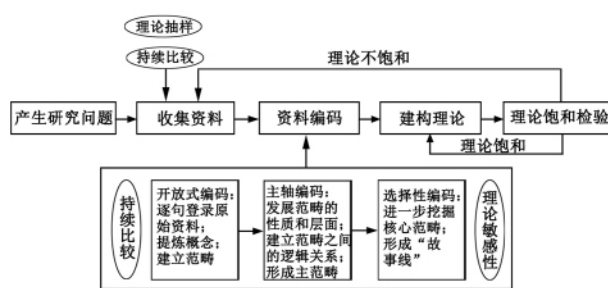 理论抽样
持续比较
理论不饱和
产生研究问题
收集资料
资料编码
建构理论
理论饱和检验
理论饱和
持续比较
开放式编码：
逐句登录原
始资料；
提炼概念；
建立范畴
主轴编码：
发展范畴的
性质和层面；
建立范畴之间
的逻辑关系；
形成主范畴
选择性编码：
进一步挖掘
核心范畴；
形成“故
事线”
理论敏感性